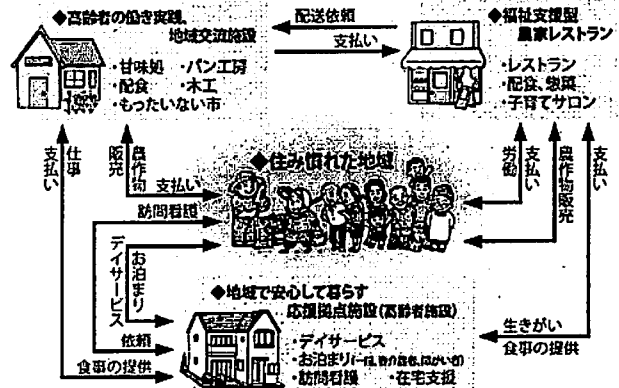 ◆高齢者の働き実践、
地域交流施設
・甘味処 ・パン工房
・配食 ・木工
・もったいない市
配送依頼
支払い
◆福祉支援型
農家レストラン
・レストラン
・配食、惣菜
・子育てサロン
支払い
仕事
販売
農作物
支払い
◆住み慣れた地域
労働
支払い
農作物販売
支払い
訪問看護
デイサービス
お泊まり
依頼
食事の提供
◆地域で安心して暮らす
応援拠点施設(高齢者施設)
・デイサービス
・お泊まり
・訪問看護 ・在宅支援
生きがい
食事の提供